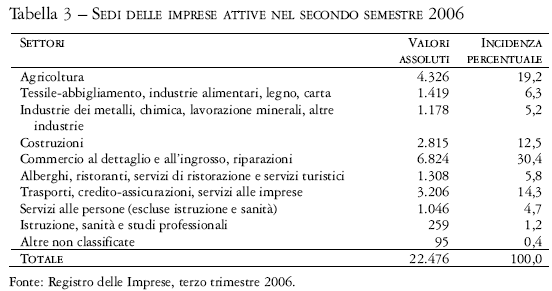 Tabella 3 – Sedi delle imprese attive nel secondo semestre 2006
Settori Valori assoluti Incidenza percentuale
Agricoltura 4.326 19,2
Tessile-abbigliamento, industrie alimentari, legno, carta 1.419 6,3
Industrie dei metalli, chimica, lavorazione minerali, altre industrie 1.178 5,2
Costruzioni 2.815 12,5
Commercio al dettaglio e all'ingrosso, riparazioni 6.824 30,4
Alberghi, ristoranti, servizi di ristorazione e servizi turistici 1.308 5,8
Trasporti, credito-assicurazioni, servizi alle imprese 3.206 14,3
Servizi alle persone (escluse istruzione e sanità) 1.046 4,7
Istruzione, sanità e studi professionali 259 1,2
Altre non classificate 95 0,4
Totale 22.476 100,0
Fonte: Registro delle Imprese, terzo trimestre 2006.